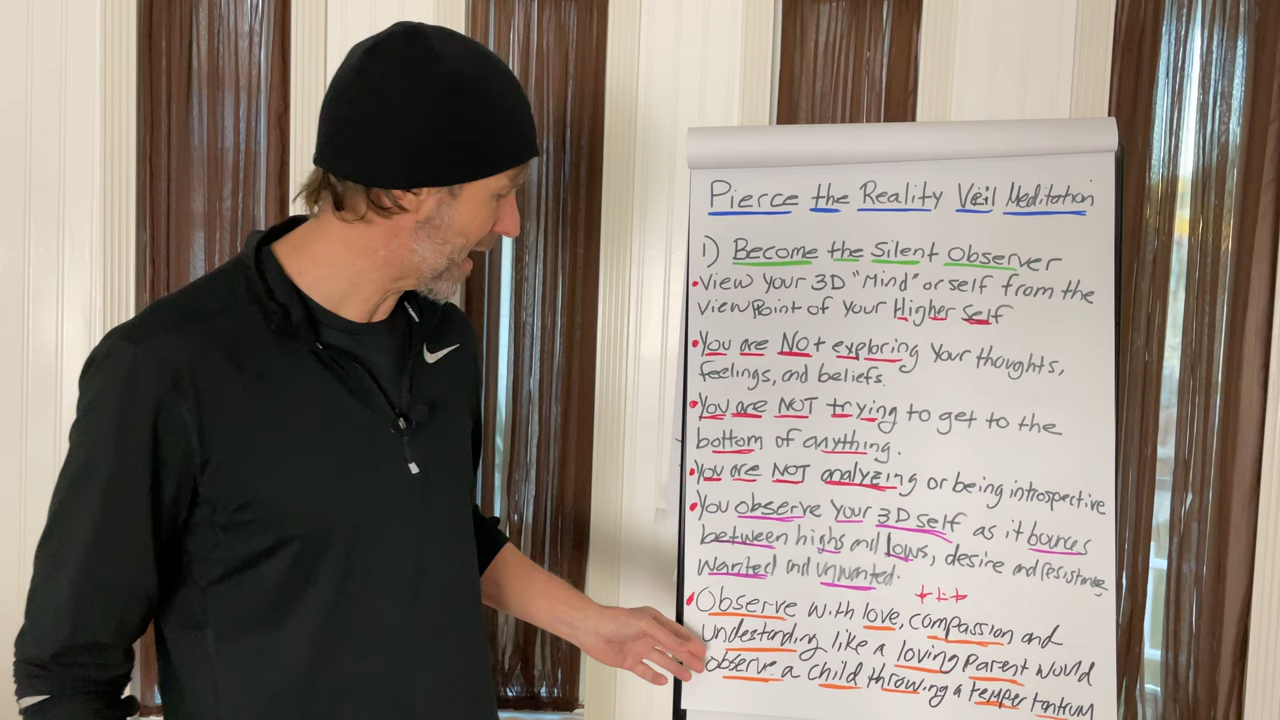 Pierce the Reality Veil Meditation
1) Become the Silent Observer
• View Your 3D "Mind" or self from the
viewpoint of your Higher Self
• You are NOt exploring Your thoughts,
feelings, and beliefs.
• You are NOT trying to get to the
bottom of anything.
• You are NOT analyzing or being introspective
• You observe Your 3D self as it bounces
between highs and lows, desire and resistance,
wanted and unwanted.
+++
• Observe with love, compassion and
Understanding like a loving Parent would
observe a child throwing a temper tantrum